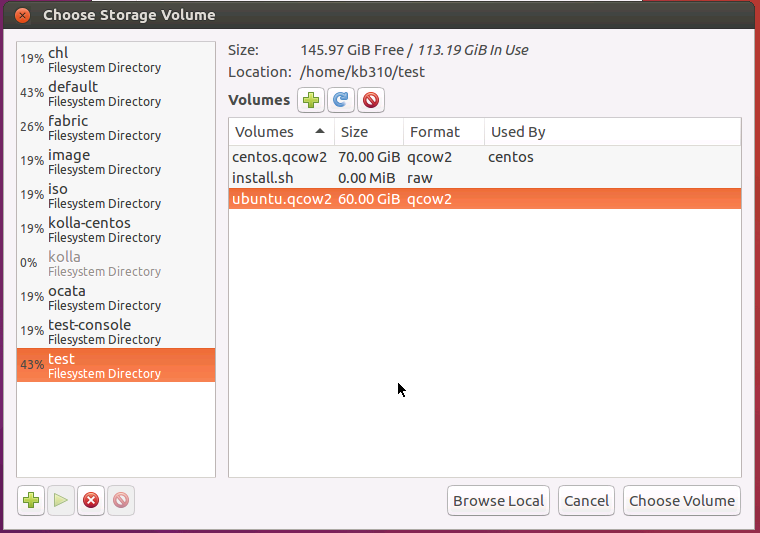 Choose Storage Volume
19% chl
Filesystem Directory
43% default
Filesystem Directory
26% fabric
Filesystem Directory
19% image
Filesystem Directory
19% iso
Filesystem Directory
19% kolla-centos
Filesystem Directory
0% kolla
Filesystem Directory
19% ocata
Filesystem Directory
19% test-console
Filesystem Directory
43% test
Filesystem Directory
Size: 145.97 GiB Free / 113.19 GiB In Use
Location: /home/kb310/test
Volumes
Volumes Size Format Used By
centos.qcow2 70.00 GiB qcow2 centos
install.sh 0.00 MiB raw
ubuntu.qcow2 60.00 GiB qcow2
Browse Local Cancel Choose Volume